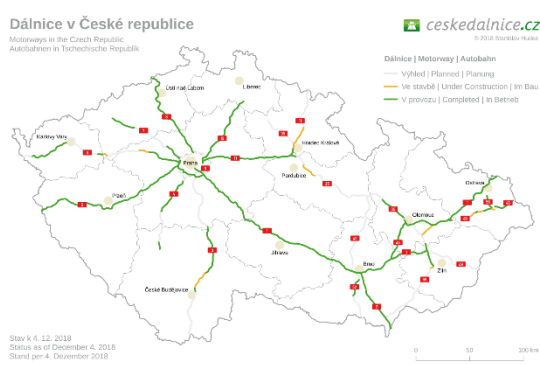 Dálnice v České republice
Motorways in the Czech Republic
Autobahnen in Tschechische Republik
ceskedalnice.cz
© 2018 Stanislav
Dálnice | Motorway | Autobahn
Výhled | Planned | Planung
Ve stavbě | Under Construction | Im Bau
V provozu | Completed | In Betrieb
Ústí nad Labem
Liberec
Karlovy Vary
Hradec Králové
Praha
Pardubice
Plzeň
Ostrava
Olomouc
Jihlava
Brno
Zlín
České Budějovice
Stav k 4. 12. 2018
Status as of December 4. 2018
Stand per 4. Dezember 2018
0 50 100 km